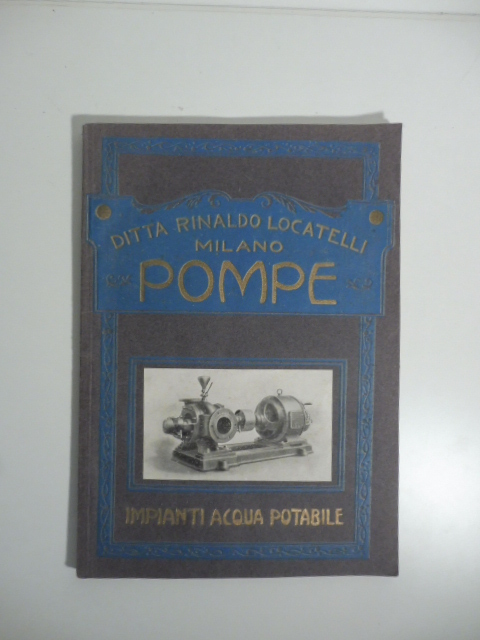 DITTA RINALDO LOCATELLI
MILANO
POMPE
IMPIANTI ACQUA POTABILE